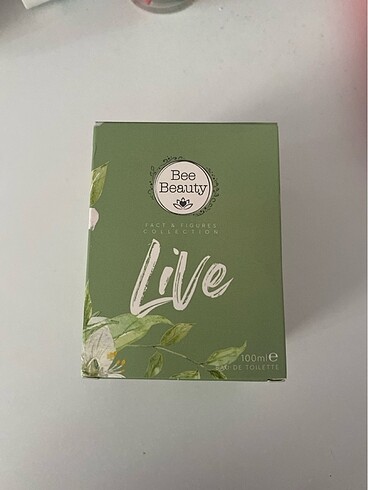 Bee
Beauty
FACT & FIGURES
COLLECTION
Live
100ml℮
EAU DE TOILETTE